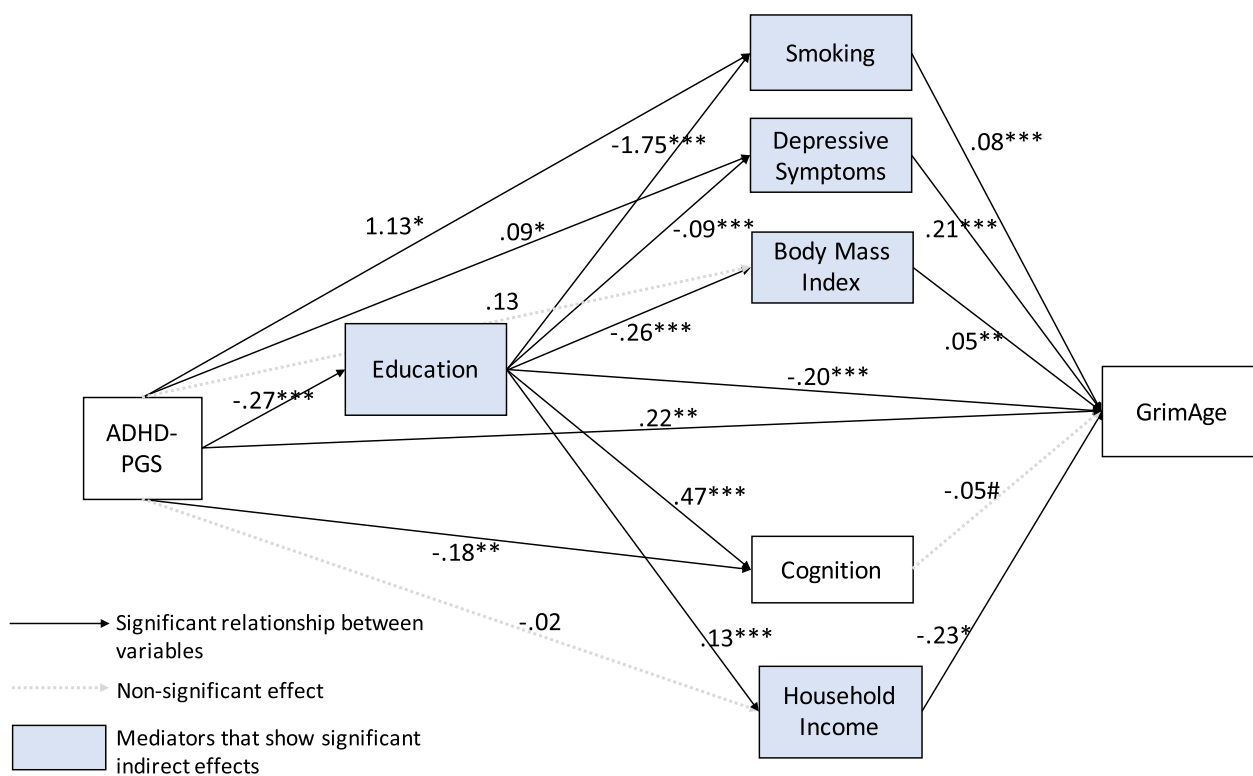 Smoking
-1.75***
.08***
Depressive
Symptoms
1.13*
.09*
-.09***
.21***
Body Mass
Index
.13
-.26***
.05**
Education
-.20***
-.27***
.22**
GrimAge
ADHD-
PGS
.47***
-.05#
-.18**
Cognition
Significant relationship between
variables
-.02
.13***
-.23*
Non-significant effect
Household
Income
Mediators that show significant
indirect effects